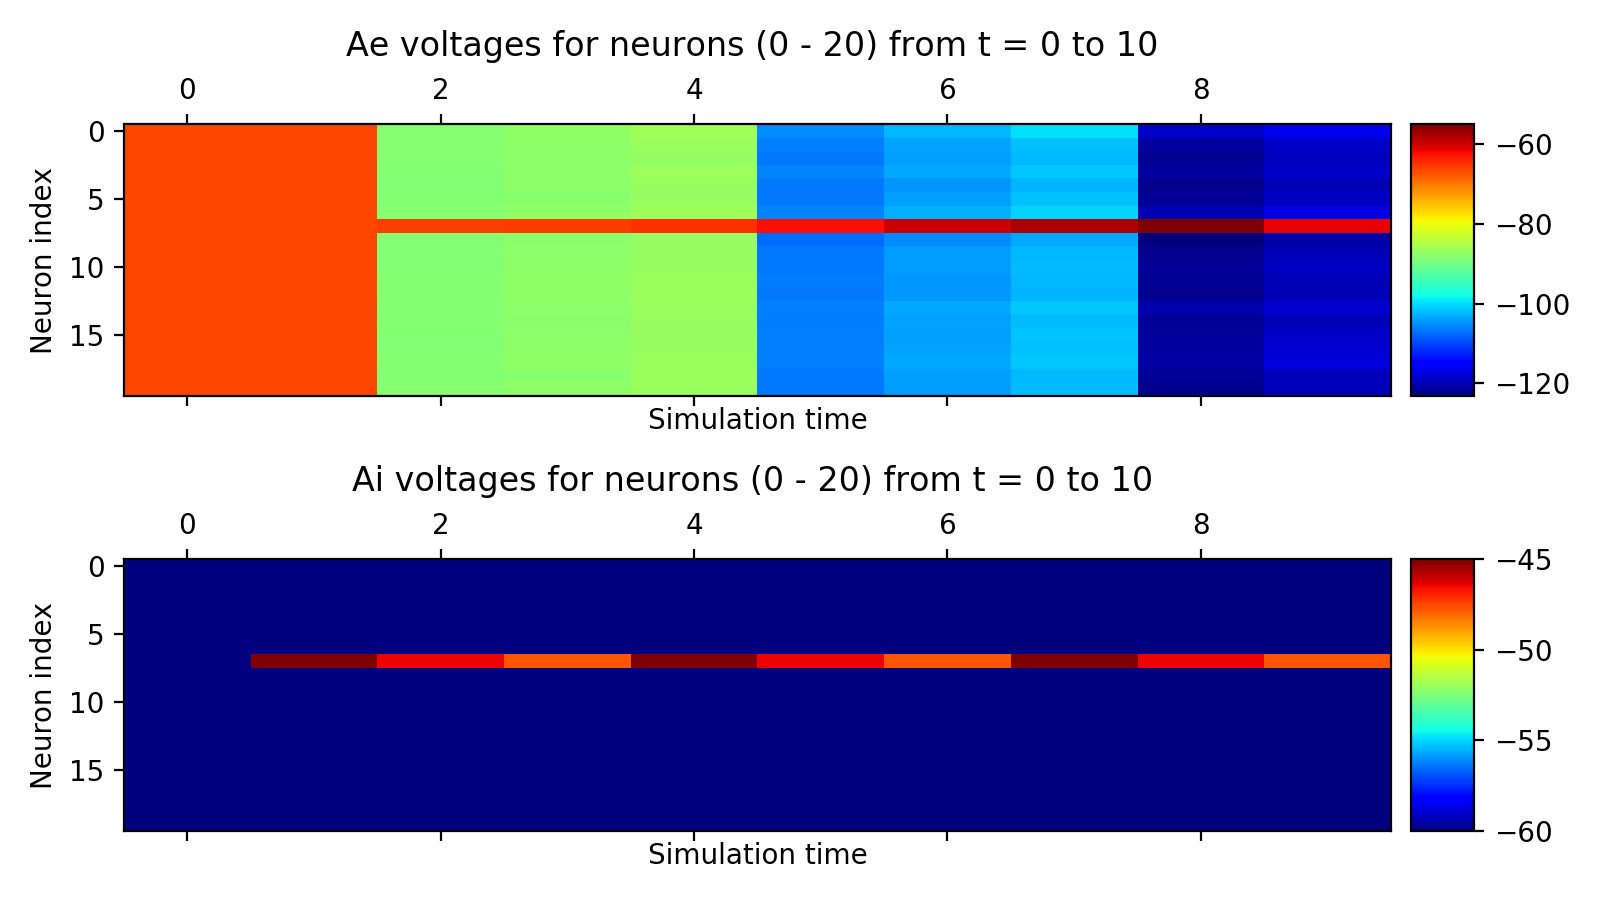 Ae voltages for neurons (0 - 20) from t = 0 to 10
0 2 4 6 8
Neuron index
0
5
10
15
−60
−80
−100
−120
Simulation time
Ai voltages for neurons (0 - 20) from t = 0 to 10
0 2 4 6 8
Neuron index
0
5
10
15
−45
−50
−55
−60
Simulation time